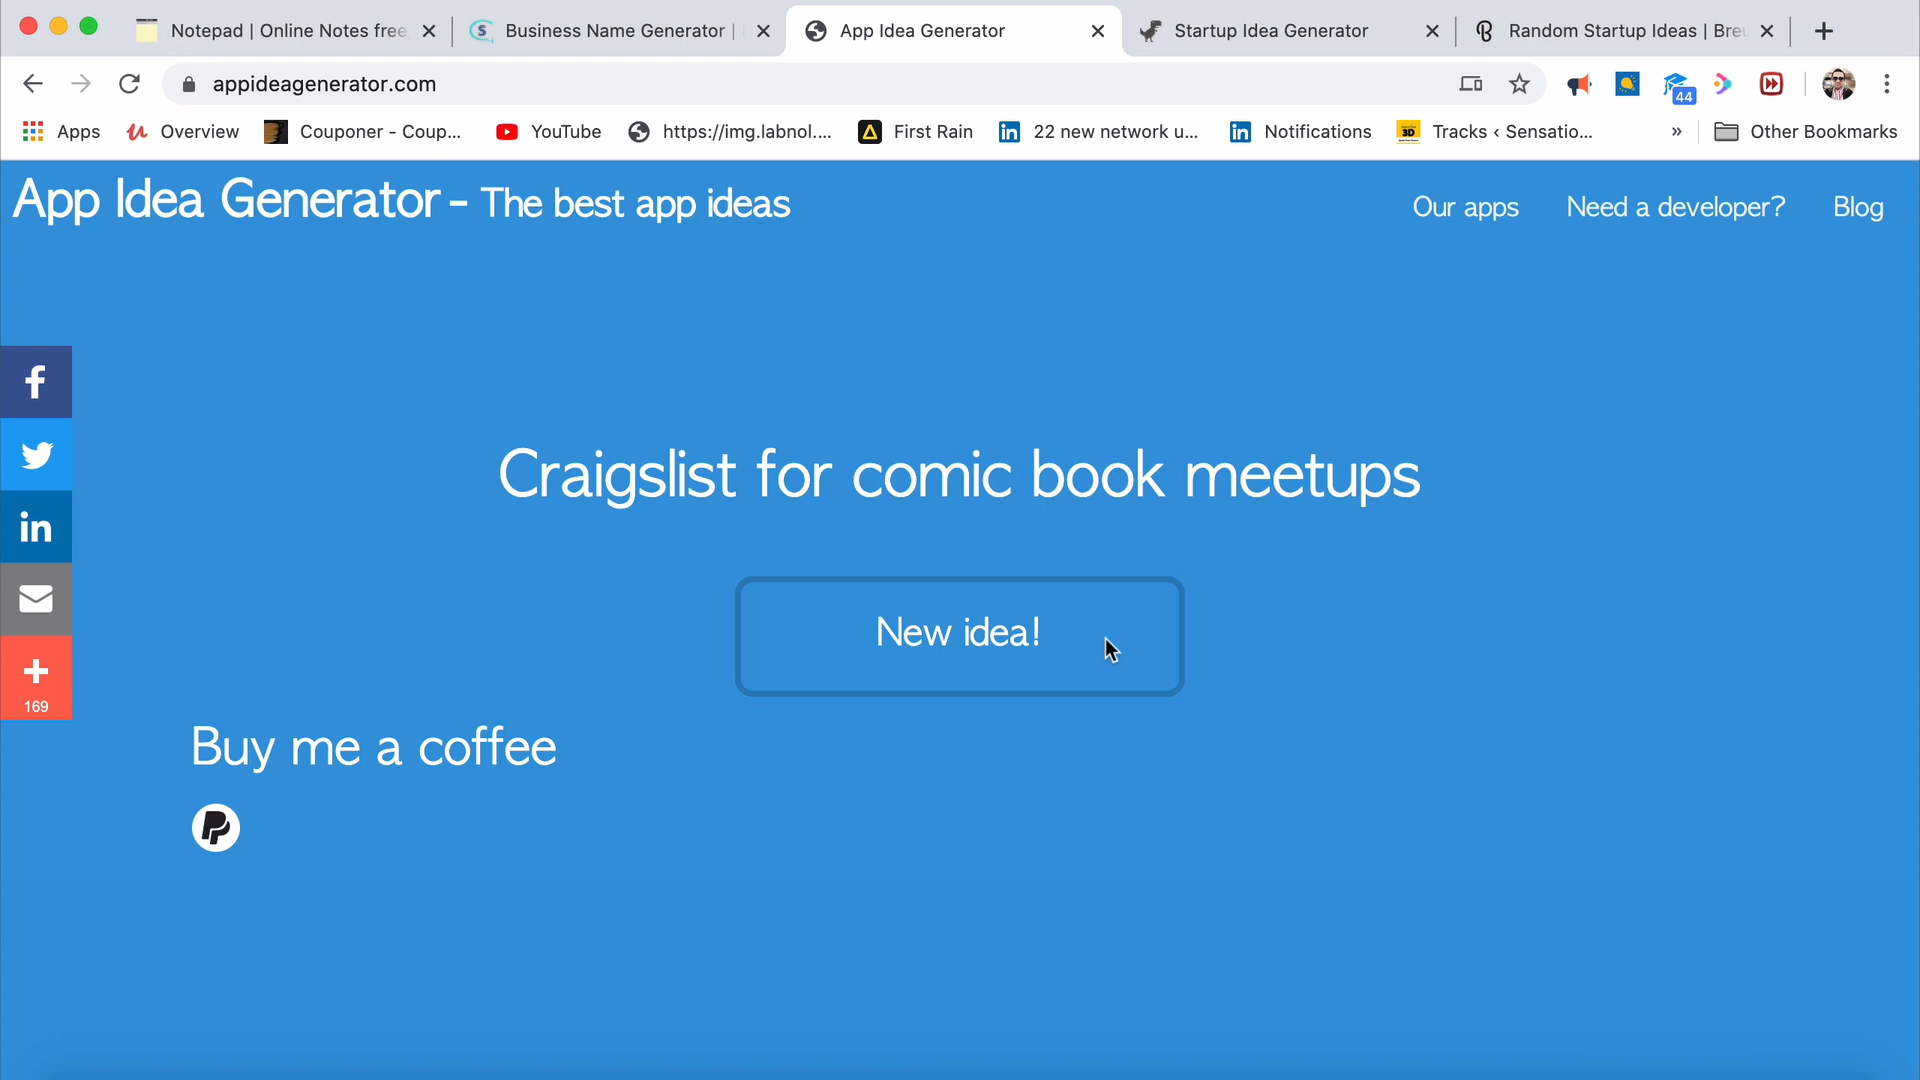 Notepad | Online Notes free
Business Name Generator |
App Idea Generator
Startup Idea Generator
Random Startup Ideas | Bre
appideagenerator.com
44
Apps
Overview
Couponer - Coup...
YouTube
https://img.labnol....
First Rain
22 new network u...
Notifications
3D
Tracks ‹ Sensatio...
»
Other Bookmarks
App Idea Generator - The best app ideas
Our apps
Need a developer?
Blog
Craigslist for comic book meetups
New idea!
169
Buy me a coffee